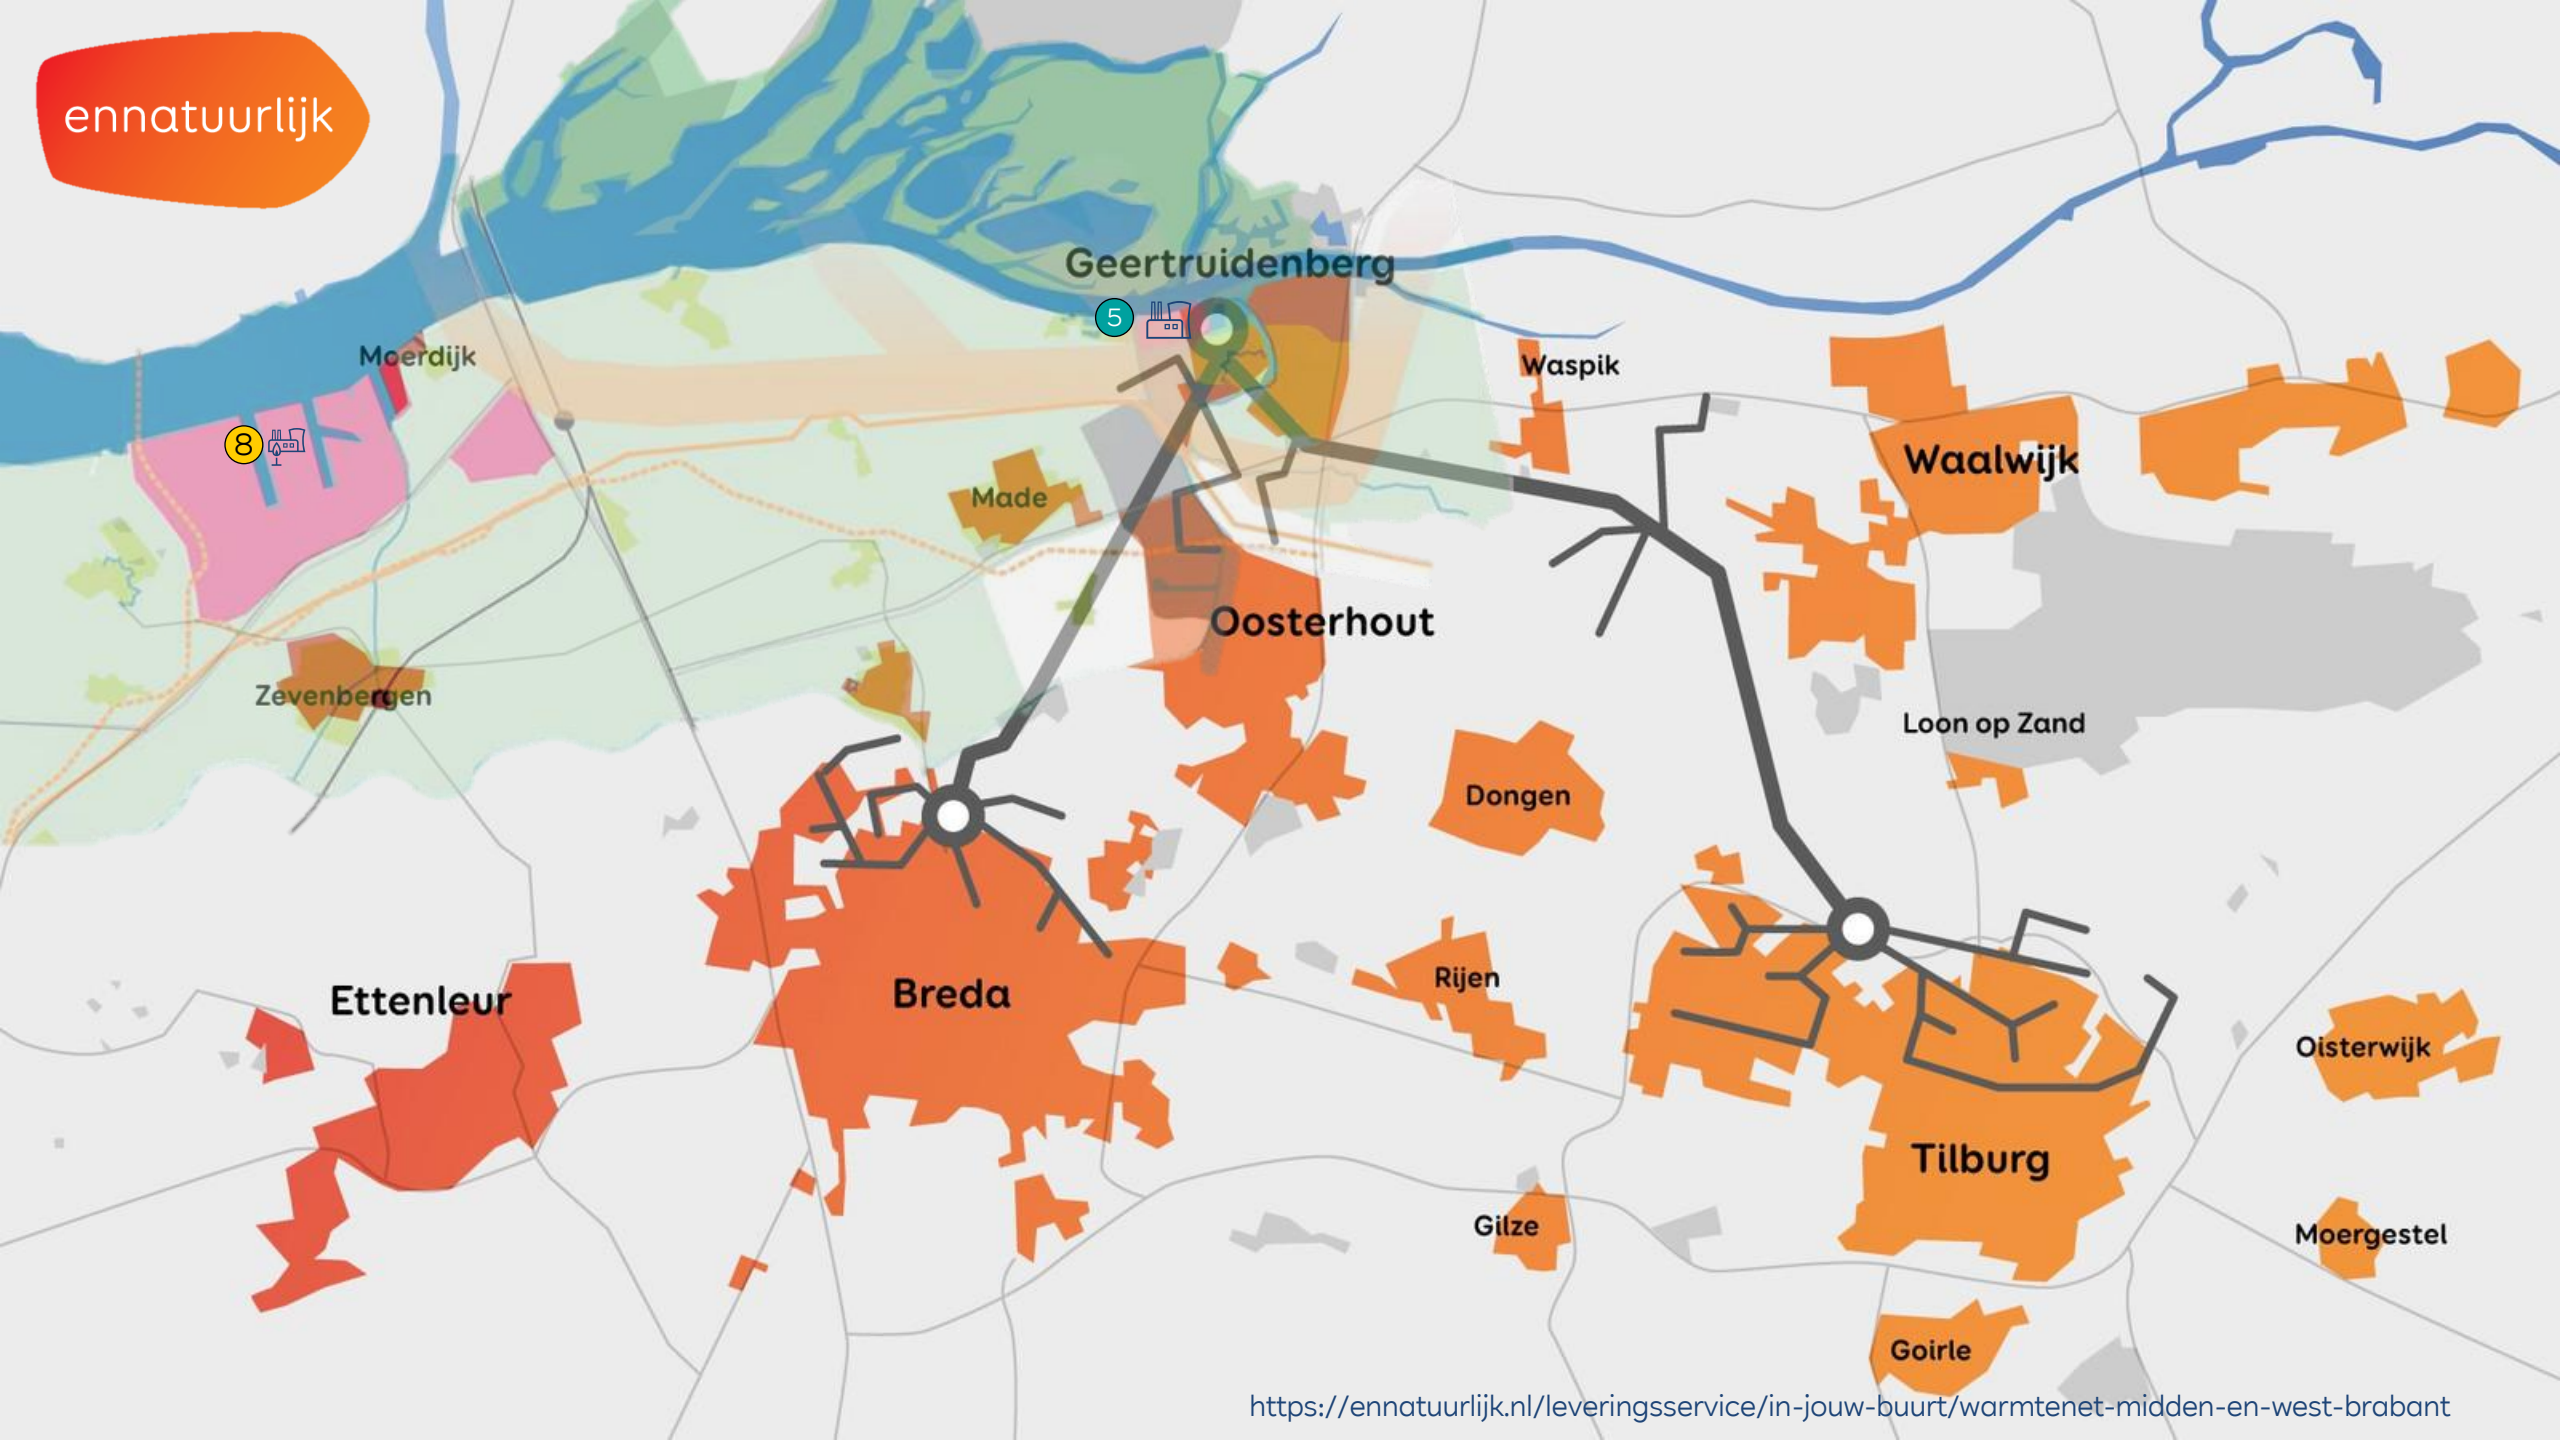 ennatuurlijk
Geertruidenberg
5
Moerdijk
Waspik
8
Waalwijk
Made
Oosterhout
Zevenbergen
Loon op Zand
Dongen
Rijen
Breda
Ettenleur
Oisterwijk
Tilburg
Gilze
Moergestel
Goirle
https://ennatuurlijk.nl/leveringsservice/in-jouw-buurt/warmtenet-midden-en-west-brabant